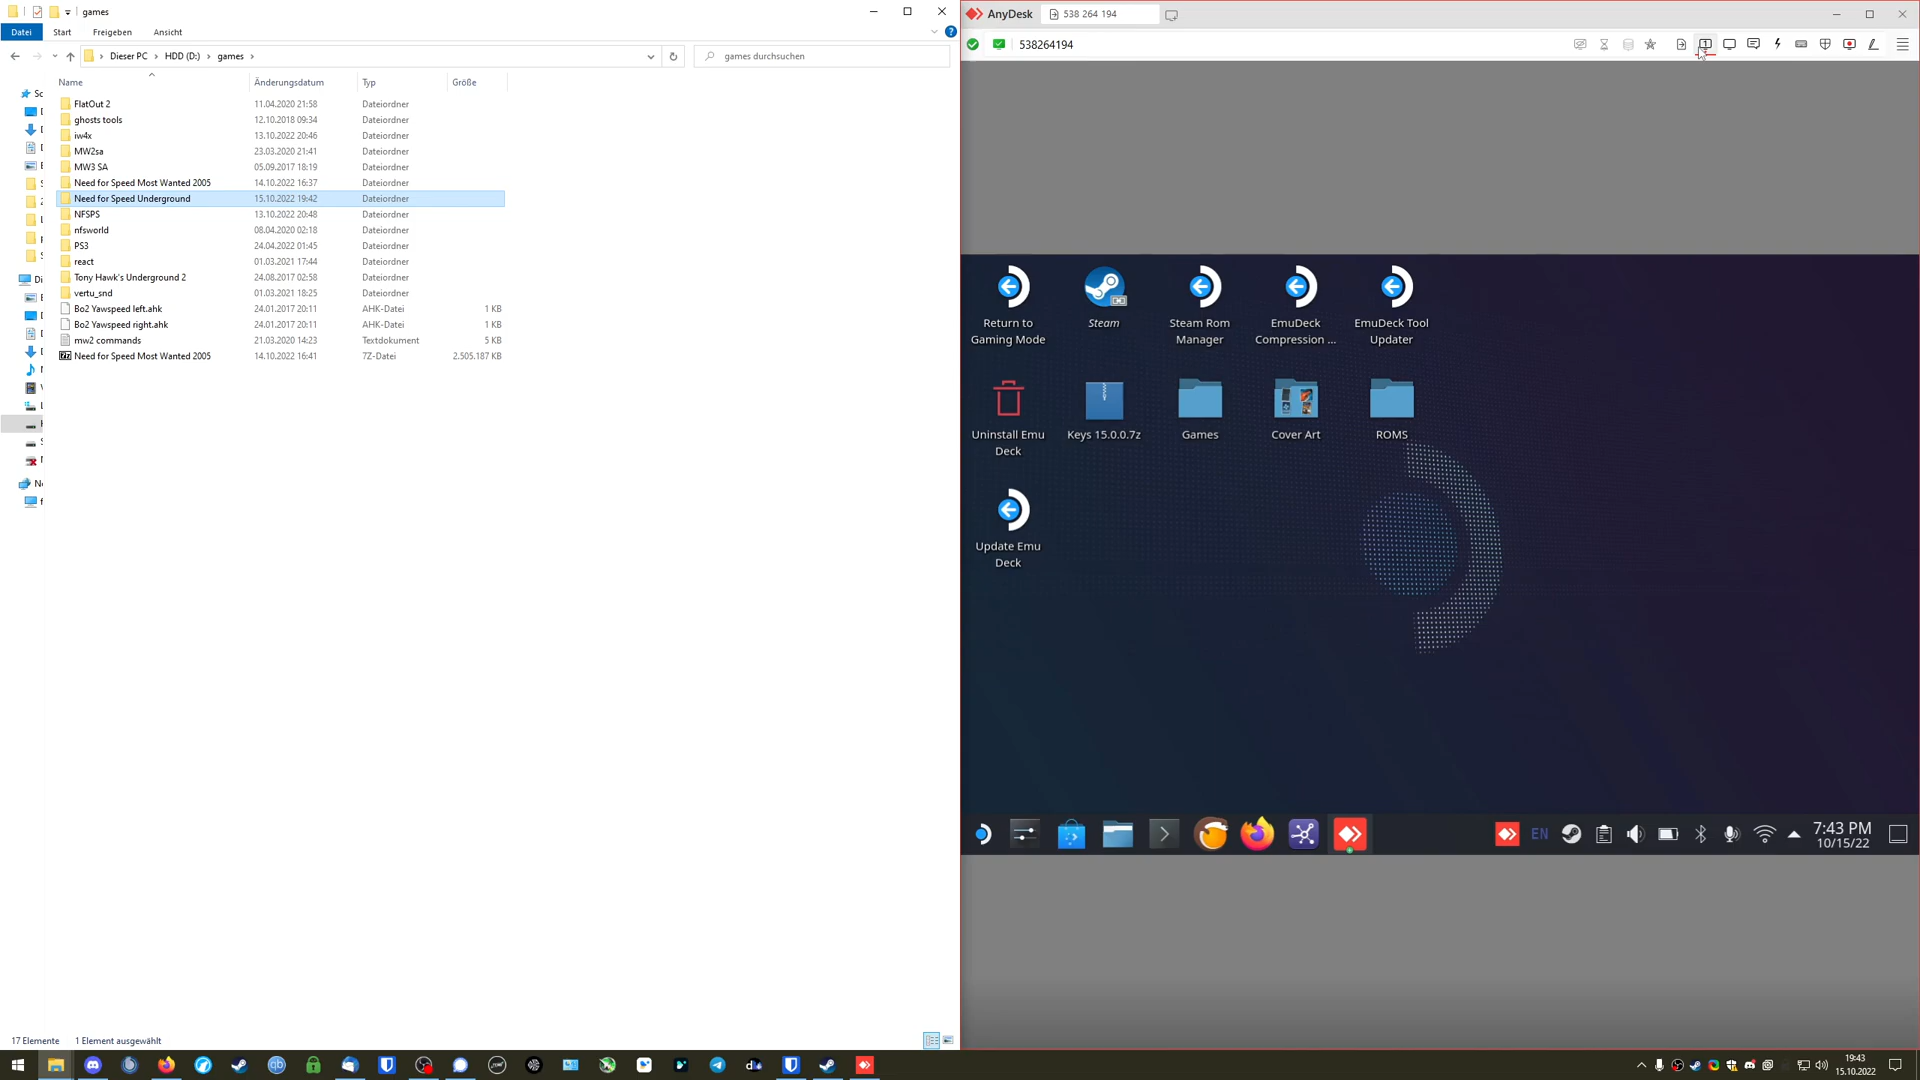 games
Datei
Start
Freigeben
Ansicht
Dieser PC
HDD (D:)
games
games durchsuchen
Name
Änderungsdatum
Typ
Größe
FlatOut 2
11.04.2020 21:58
Dateiordner
ghosts tools
12.10.2018 09:34
Dateiordner
iw4x
13.10.2022 20:46
Dateiordner
MW2sa
23.03.2020 21:41
Dateiordner
MW3 SA
05.09.2017 18:19
Dateiordner
Need for Speed Most Wanted 2005
14.10.2022 16:37
Dateiordner
Need for Speed Underground
15.10.2022 19:42
Dateiordner
NFSPS
13.10.2022 20:48
Dateiordner
nfsworld
08.04.2020 02:18
Dateiordner
PS3
24.04.2022 01:45
Dateiordner
react
01.03.2021 17:44
Dateiordner
Tony Hawk's Underground 2
24.08.2017 02:58
Dateiordner
vertu_snd
01.03.2021 18:25
Dateiordner
Bo2 Yawspeed left.ahk
24.01.2017 20:11
AHK-Datei
1 KB
Bo2 Yawspeed right.ahk
24.01.2017 20:11
AHK-Datei
1 KB
mw2 commands
21.03.2020 14:23
Textdokument
5 KB
Need for Speed Most Wanted 2005
14.10.2022 16:41
7Z-Datei
2.505.187 KB
17 Elemente
1 Element ausgewählt
AnyDesk
538 264 194
538264194
Return to
Gaming Mode
Steam
Steam Rom
Manager
EmuDeck
Compression ...
EmuDeck Tool
Updater
Uninstall Emu
Deck
Keys 15.0.0.7z
Games
Cover Art
ROMS
Update Emu
Deck
EN
7:43 PM
10/15/22
19:43
15.10.2022